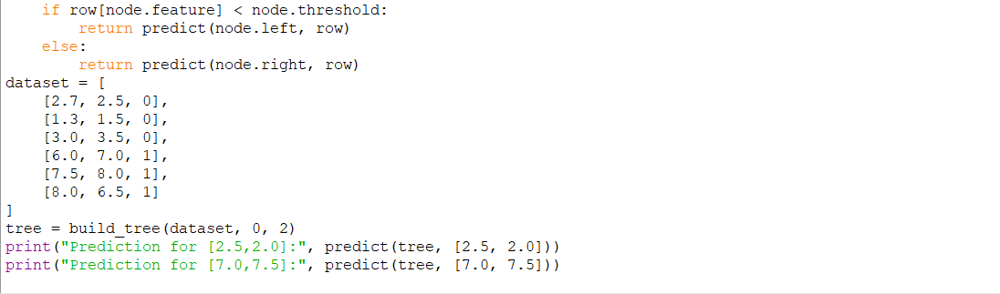 if row[node.feature] < node.threshold:
        return predict(node.left, row)
    else:
        return predict(node.right, row)
dataset = [
    [2.7, 2.5, 0],
    [1.3, 1.5, 0],
    [3.0, 3.5, 0],
    [6.0, 7.0, 1],
    [7.5, 8.0, 1],
    [8.0, 6.5, 1]
]
tree = build_tree(dataset, 0, 2)
print("Prediction for [2.5,2.0]:", predict(tree, [2.5, 2.0]))
print("Prediction for [7.0,7.5]:", predict(tree, [7.0, 7.5]))